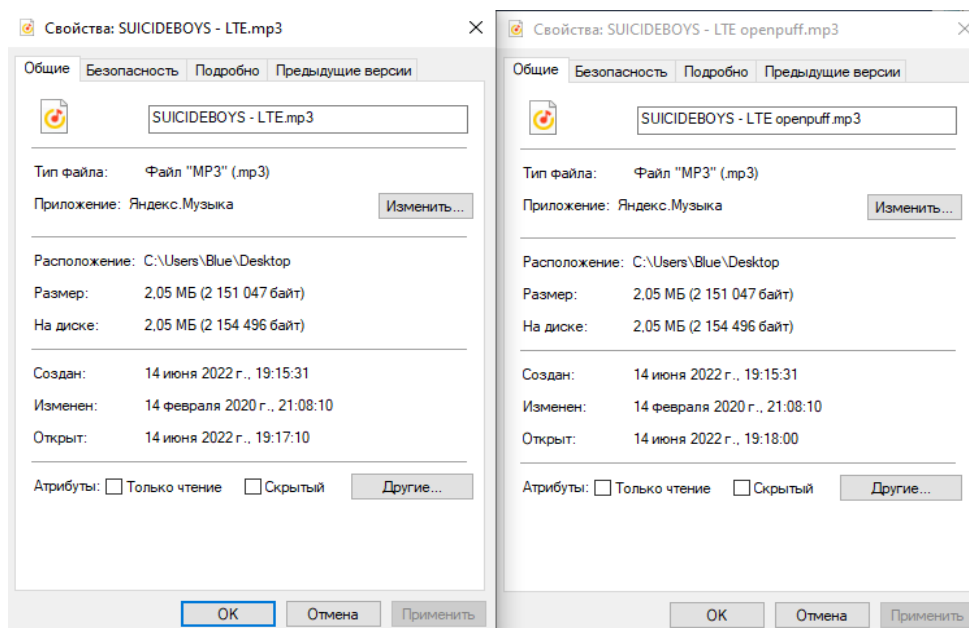 Свойства: SUICIDEBOYS - LTE.mp3
Общие Безопасность Подробно Предыдущие версии
SUICIDEBOYS - LTE.mp3
Тип файла: Файл "MP3" (.mp3)
Приложение: Яндекс.Музыка Изменить...
Расположение: C:\Users\Blue\Desktop
Размер: 2,05 МБ (2 151 047 байт)
На диске: 2,05 МБ (2 154 496 байт)
Создан: 14 июня 2022 г., 19:15:31
Изменен: 14 февраля 2020 г., 21:08:10
Открыт: 14 июня 2022 г., 19:17:10
Атрибуты: Только чтение Скрытый Другие...
OK Отмена Применить
Свойства: SUICIDEBOYS - LTE openpuff.mp3
Общие Безопасность Подробно Предыдущие версии
SUICIDEBOYS - LTE openpuff.mp3
Тип файла: Файл "MP3" (.mp3)
Приложение: Яндекс.Музыка Изменить...
Расположение: C:\Users\Blue\Desktop
Размер: 2,05 МБ (2 151 047 байт)
На диске: 2,05 МБ (2 154 496 байт)
Создан: 14 июня 2022 г., 19:15:31
Изменен: 14 февраля 2020 г., 21:08:10
Открыт: 14 июня 2022 г., 19:18:00
Атрибуты: Только чтение Скрытый Другие...
OK Отмена Применить